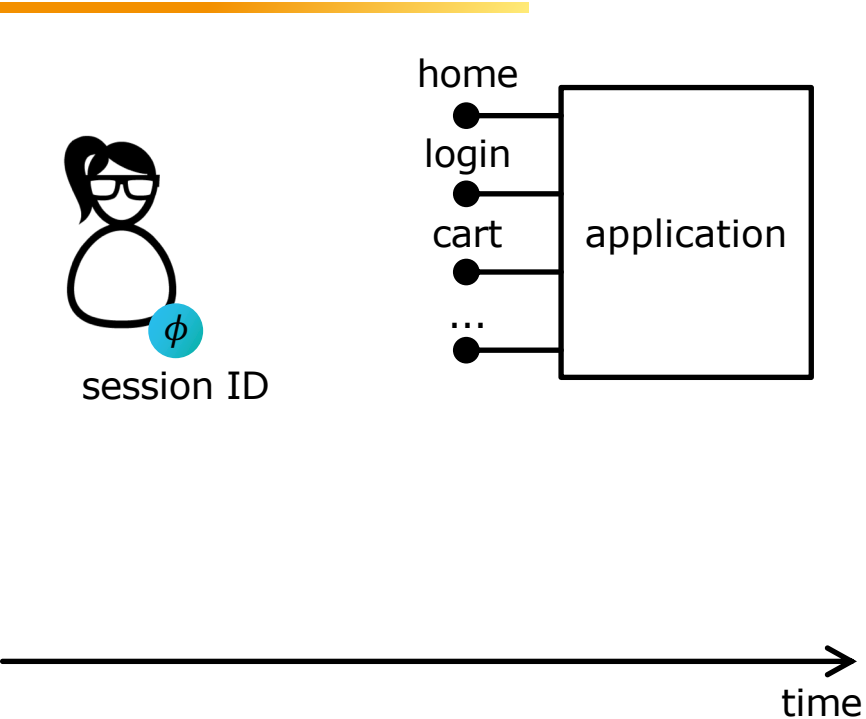 home
login
cart
...
application
ϕ
session ID
time